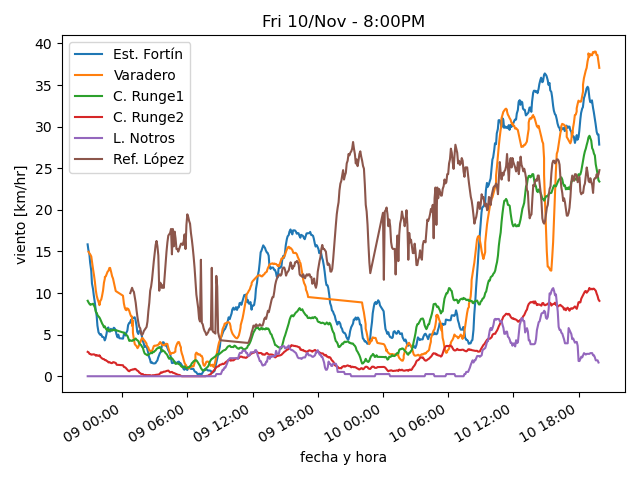 Fri 10/Nov - 8:00PM
viento [km/hr]
40
35
30
25
20
15
10
5
0
Est. Fortín
Varadero
C. Runge1
C. Runge2
L. Notros
Ref. López
09 00:00
09 06:00
09 12:00
09 18:00
10 00:00
10 06:00
10 12:00
10 18:00
fecha y hora